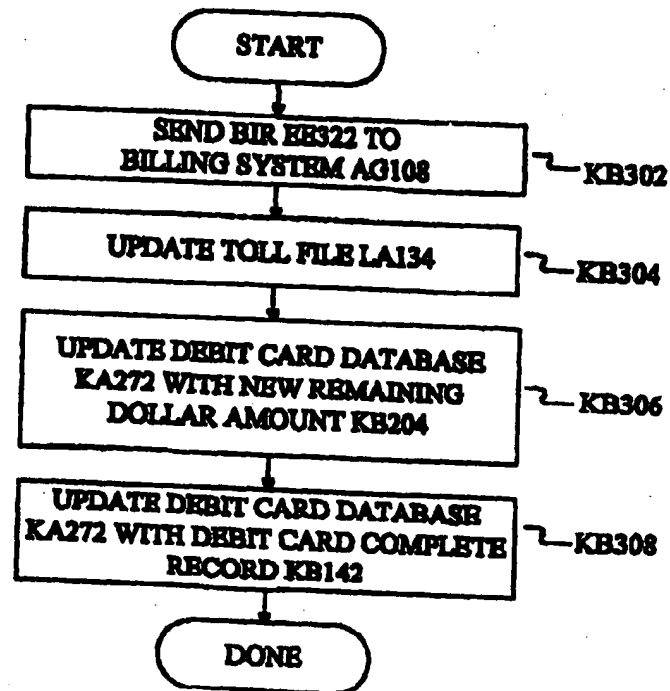 START
SEND BIR EE322 TO
BILLING SYSTEM AG108
KB302
UPDATE TOLL FILE LA134
KB304
UPDATE DEBIT CARD DATABASE
KA272 WITH NEW REMAINING
DOLLAR AMOUNT KB204
KB306
UPDATE DEBIT CARD DATABASE
KA272 WITH DEBIT CARD COMPLETE
RECORD KB142
KB308
DONE